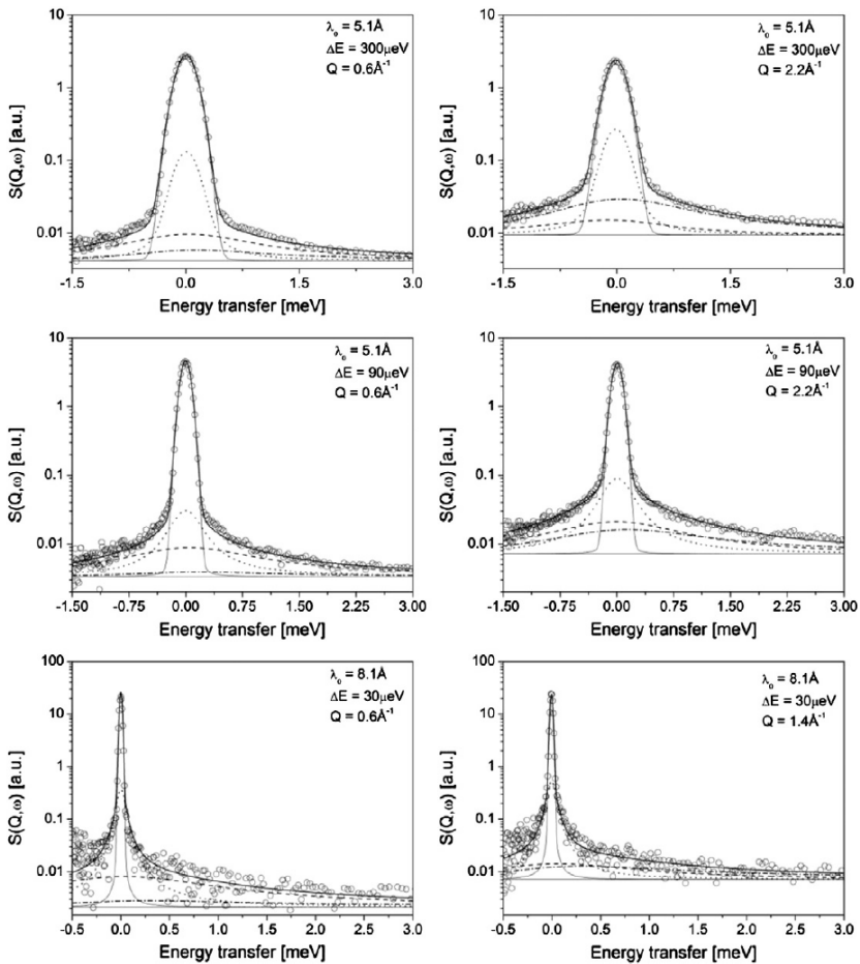 λ₀ = 5.1Å
ΔE = 300μeV
Q = 0.6Å⁻¹
S(Q,ω) [a.u.]
10
1
0.1
0.01
-1.5 0.0 1.5 3.0
Energy transfer [meV]
λ₀ = 5.1Å
ΔE = 300μeV
Q = 2.2Å⁻¹
S(Q,ω) [a.u.]
10
1
0.1
0.01
-1.5 0.0 1.5 3.0
Energy transfer [meV]
λ₀ = 5.1Å
ΔE = 90μeV
Q = 0.6Å⁻¹
S(Q,ω) [a.u.]
10
1
0.1
0.01
-1.50 -0.75 0.00 0.75 1.50 2.25 3.00
Energy transfer [meV]
λ₀ = 5.1Å
ΔE = 90μeV
Q = 2.2Å⁻¹
S(Q,ω) [a.u.]
10
1
0.1
0.01
-1.50 -0.75 0.00 0.75 1.50 2.25 3.00
Energy transfer [meV]
λ₀ = 8.1Å
ΔE = 30μeV
Q = 0.6Å⁻¹
S(Q,ω) [a.u.]
100
10
1
0.1
0.01
-0.5 0.0 0.5 1.0 1.5 2.0 2.5 3.0
Energy transfer [meV]
λ₀ = 8.1Å
ΔE = 30μeV
Q = 1.4Å⁻¹
S(Q,ω) [a.u.]
100
10
1
0.1
0.01
-0.5 0.0 0.5 1.0 1.5 2.0 2.5 3.0
Energy transfer [meV]